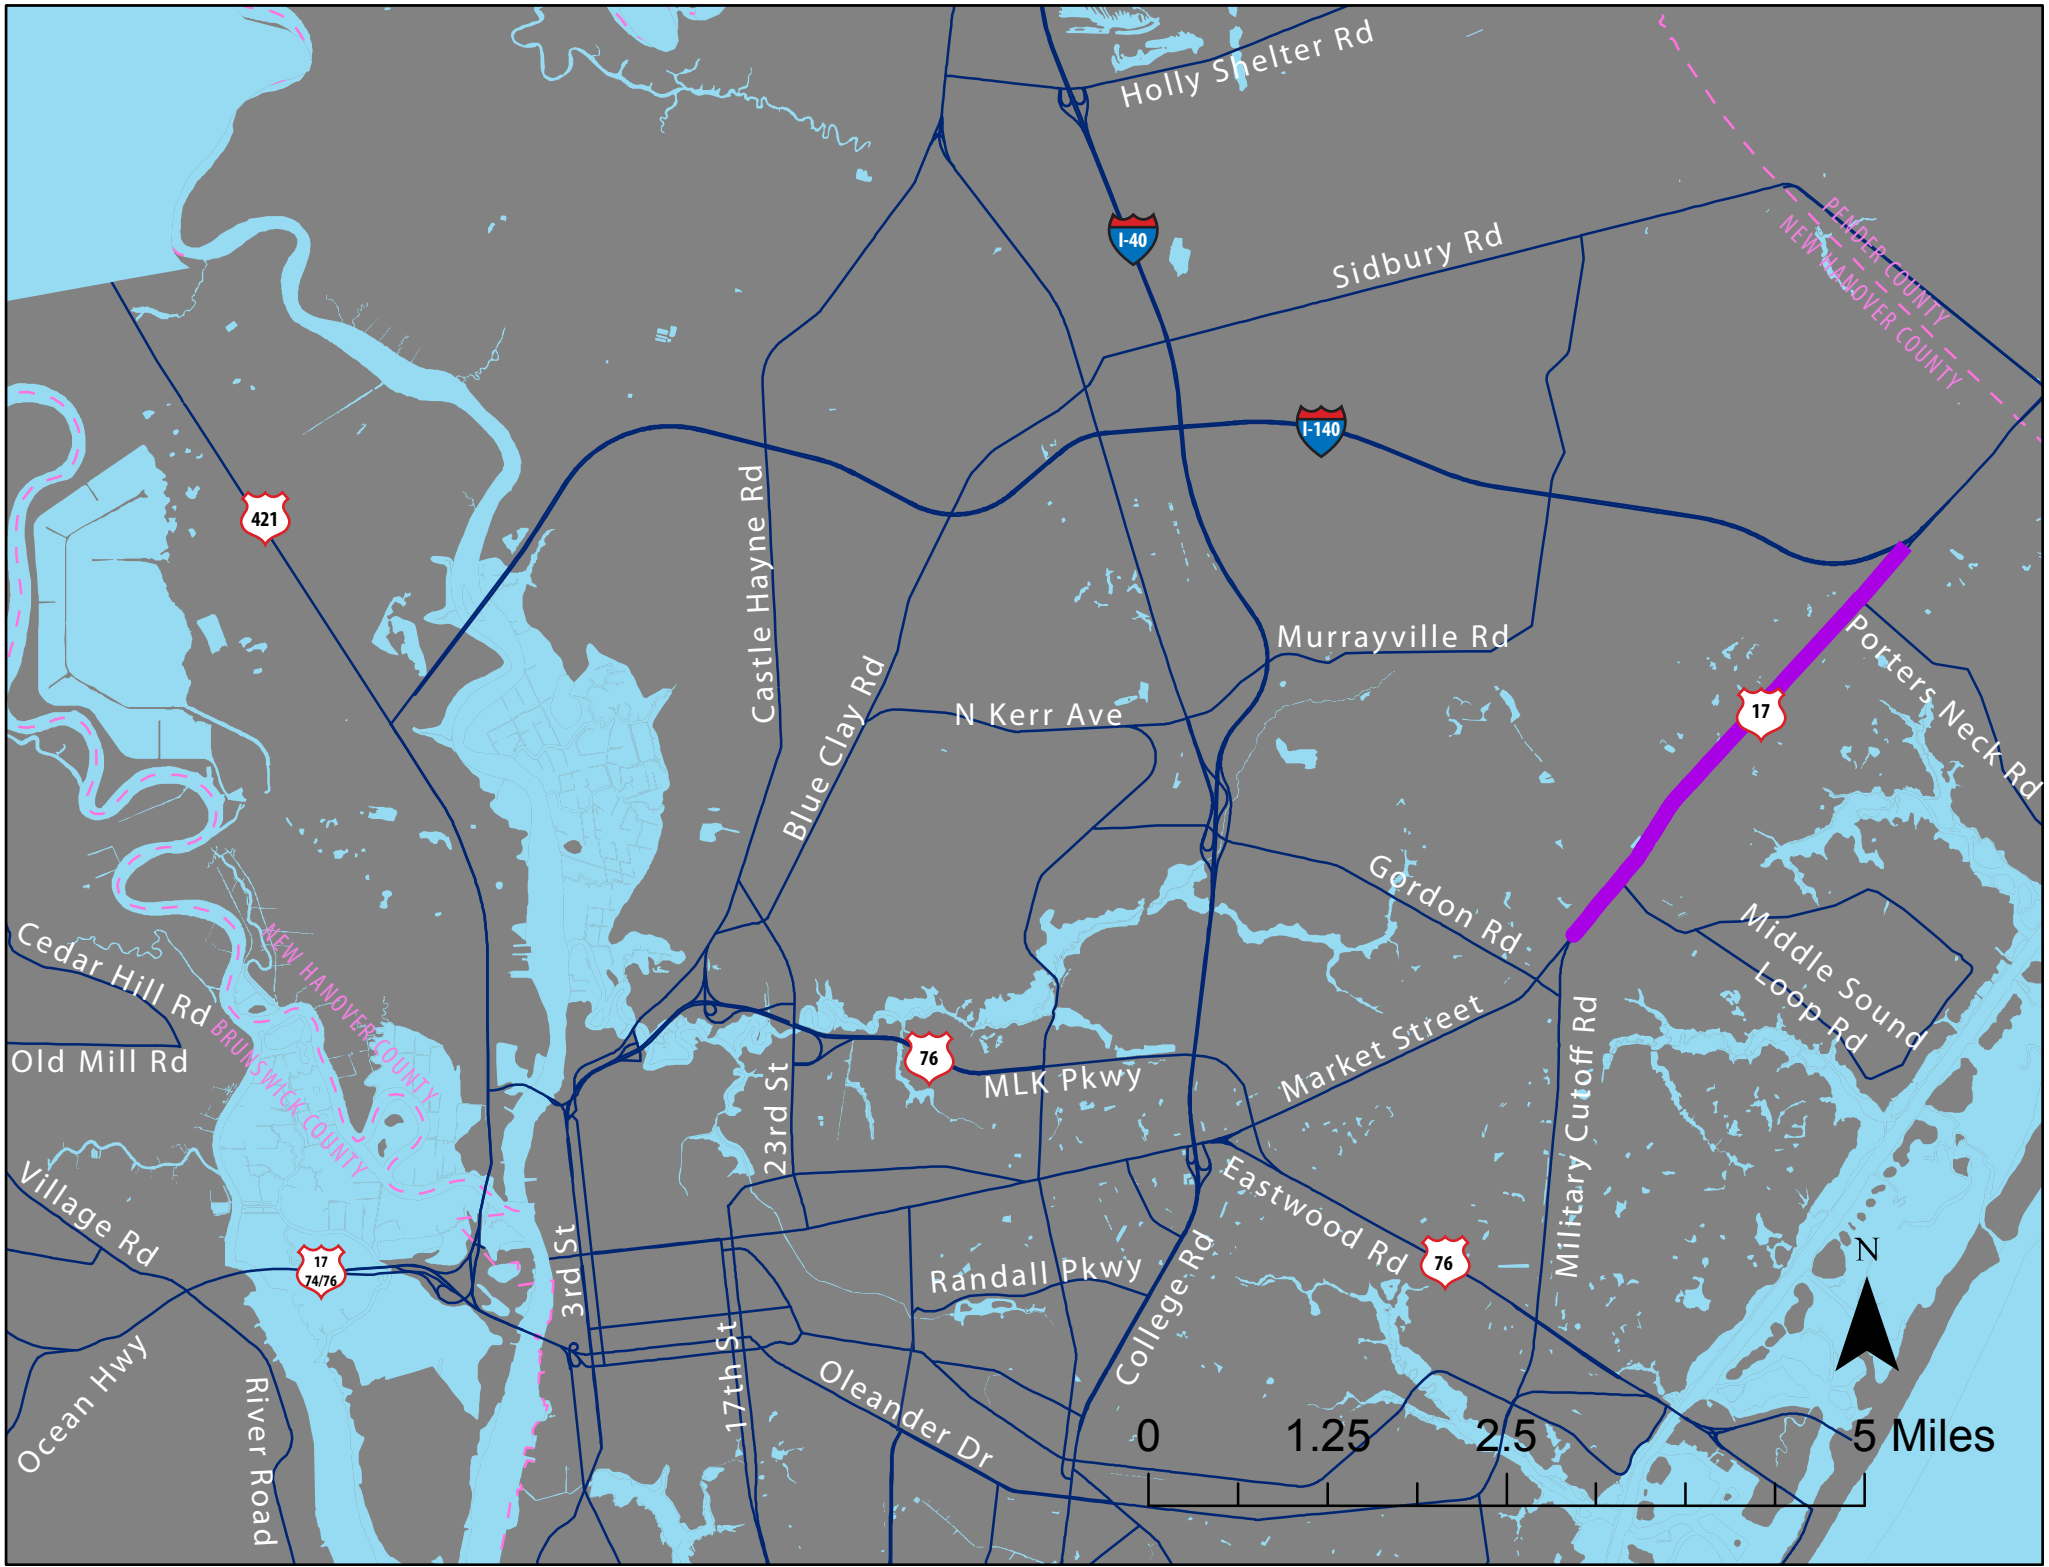 Holly Shelter Rd
I-40
Sidbury Rd
PENDER COUNTY
NEW HANOVER COUNTY
I-140
421
Castle Hayne Rd
Murrayville Rd
Porters Neck Rd
17
N Kerr Ave
Blue Clay Rd
Gordon Rd
Middle Sound
Loop Rd
Cedar Hill Rd
NEW HANOVER COUNTY
BRUNSWICK COUNTY
Old Mill Rd
76
MLK Pkwy
Market Street
23rd St
Military Cutoff Rd
Village Rd
Eastwood Rd
76
17
74/76
3rd St
Randall Pkwy
College Rd
N
Ocean Hwy
River Road
17th St
Oleander Dr
0 1.25 2.5 5 Miles